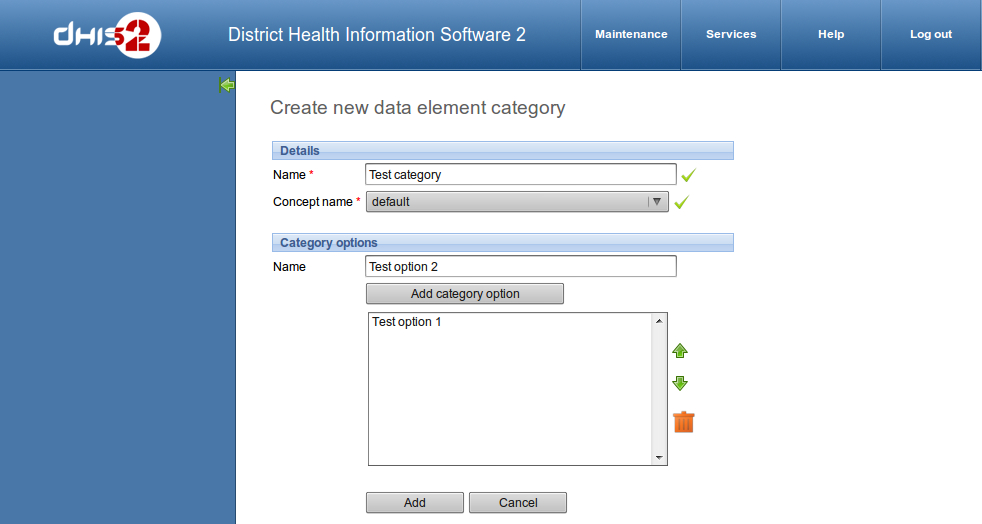 dhis2 District Health Information Software 2 Maintenance Services Help Log out
Create new data element category
Details
Name * Test category
Concept name * default
Category options
Name Test option 2
Add category option
Test option 1
Add Cancel